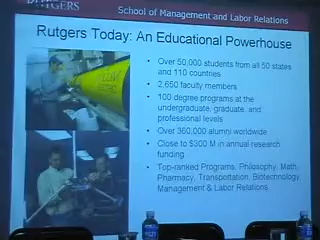 RUTGERS
School of Management and Labor Relations
Rutgers Today: An Educational Powerhouse
• Over 50,000 students from all 50 states
and 110 countries
• 2,650 faculty members
• 100 degree programs at the
undergraduate, graduate, and
professional levels
• Over 360,000 alumni worldwide
• Close to $300 M in annual research
funding
• Top-ranked Programs, Philosophy, Math,
Pharmacy, Transportation, Biotechnology,
Management & Labor Relations